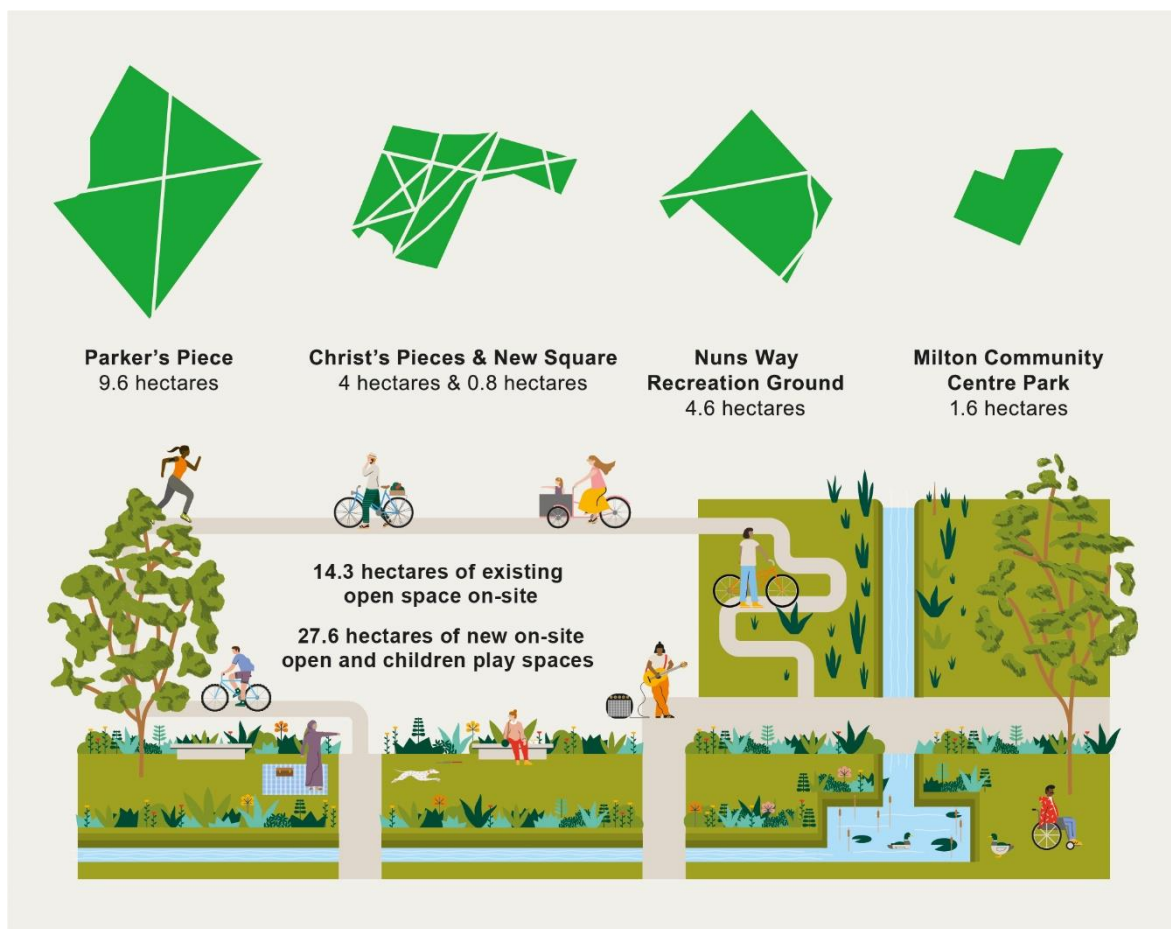 Parker’s Piece
9.6 hectares
Christ’s Pieces & New Square
4 hectares & 0.8 hectares
Nuns Way
Recreation Ground
4.6 hectares
Milton Community
Centre Park
1.6 hectares
14.3 hectares of existing
open space on-site
27.6 hectares of new on-site
open and children play spaces